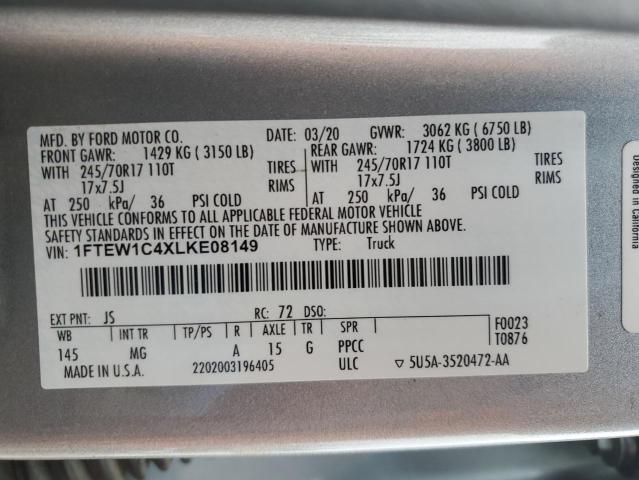 MFD. BY FORD MOTOR CO.
DATE: 03/20 GVWR: 3062 KG ( 6750 LB)
FRONT GAWR: 1429 KG ( 3150 LB)
REAR GAWR: 1724 KG ( 3800 LB)
WITH 245/70R17 110T TIRES
WITH 245/70R17 110T TIRES
17x7.5J RIMS
17x7.5J RIMS
AT 250 kPa/ 36 PSI COLD
AT 250 kPa/ 36 PSI COLD
THIS VEHICLE CONFORMS TO ALL APPLICABLE FEDERAL MOTOR VEHICLE
SAFETY STANDARDS IN EFFECT ON THE DATE OF MANUFACTURE SHOWN ABOVE.
VIN: 1FTEW1C4XLKE08149 TYPE: Truck
EXT PNT: JS RC: 72 DSO:
WB INT TR TP/PS R AXLE TR SPR
145 MG A 15 G PPCC
ULC
F0023
T0876
MADE IN U.S.A. 2202003196405
▽ 5U5A-3520472-AA
California